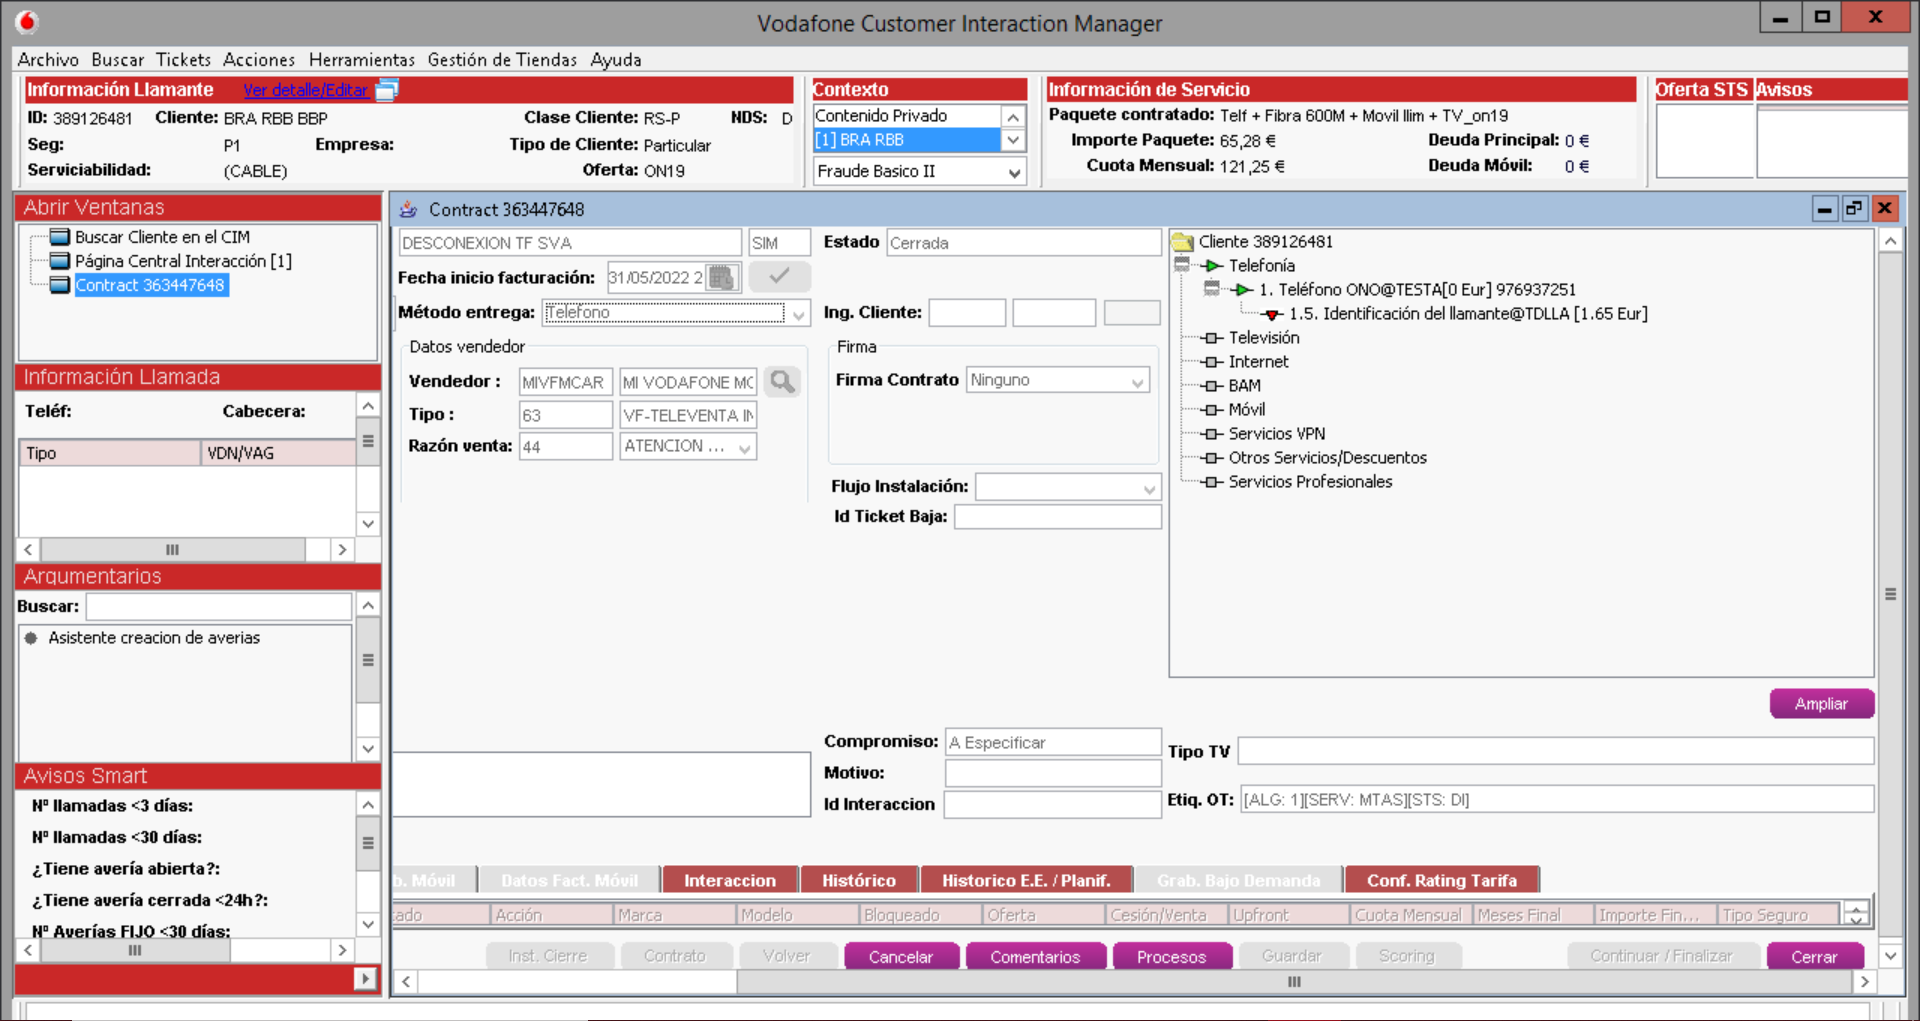 Vodafone Customer Interaction Manager
Archivo Buscar Tickets Acciones Herramientas Gestión de Tiendas Ayuda
Información Llamante Ver detalle/Editar
ID: 389126481 Cliente: BRA RBB BBP Clase Cliente: RS-P NDS: D
Seg: P1 Empresa: Tipo de Cliente: Particular
Serviciabilidad: (CABLE) Oferta: ON19
Contexto
Contenido Privado
[1] BRA RBB
Fraude Basico II
Información de Servicio
Paquete contratado: Telf + Fibra 600M + Movil Ilim + TV_on19
Importe Paquete: 65,28 € Deuda Principal: 0 €
Cuota Mensual: 121,25 € Deuda Móvil: 0 €
Oferta STS Avisos
Abrir Ventanas
Buscar Cliente en el CIM
Página Central Interacción [1]
Contract 363447648
Información Llamada
Teléf: Cabecera:
Tipo VDN/VAG
Argumentarios
Buscar:
Asistente creacion de averias
Avisos Smart
Nº llamadas <3 días:
Nº llamadas <30 días:
¿Tiene avería abierta?:
¿Tiene avería cerrada <24h?:
Nº Averías FIJO <30 días:
Contract 363447648
DESCONEXION TF SVA SIM Estado Cerrada
Fecha inicio facturación: 31/05/2022 2
Método entrega: Teléfono Ing. Cliente:
Datos vendedor
Vendedor : MIVFMCAR MI VODAFONE MC
Tipo : 63 VF-TELEVENTA IN
Razón venta: 44 ATENCION ...
Firma
Firma Contrato Ninguno
Flujo Instalación:
Id Ticket Baja:
Cliente 389126481
Telefonía
1. Teléfono ONO@TESTA[0 Eur] 976937251
1.5. Identificación del llamante@TDLLA [1.65 Eur]
Televisión
Internet
BAM
Móvil
Servicios VPN
Otros Servicios/Descuentos
Servicios Profesionales
Ampliar
Compromiso: A Especificar
Motivo:
Id Interaccion
Tipo TV
Etiq. OT: [ALG: 1][SERV: MTAS][STS: DI]
b. Móvil Datos Fact. Móvil Interaccion Histórico Historico E.E. / Planif. Grab. Bajo Demanda Conf. Rating Tarifa
tado Acción Marca Modelo Bloqueado Oferta Cesión/Venta Upfront Cuota Mensual Meses Final Importe Fin... Tipo Seguro
Inst. Cierre Contrato Volver Cancelar Comentarios Procesos Guardar Scoring Continuar / Finalizar Cerrar